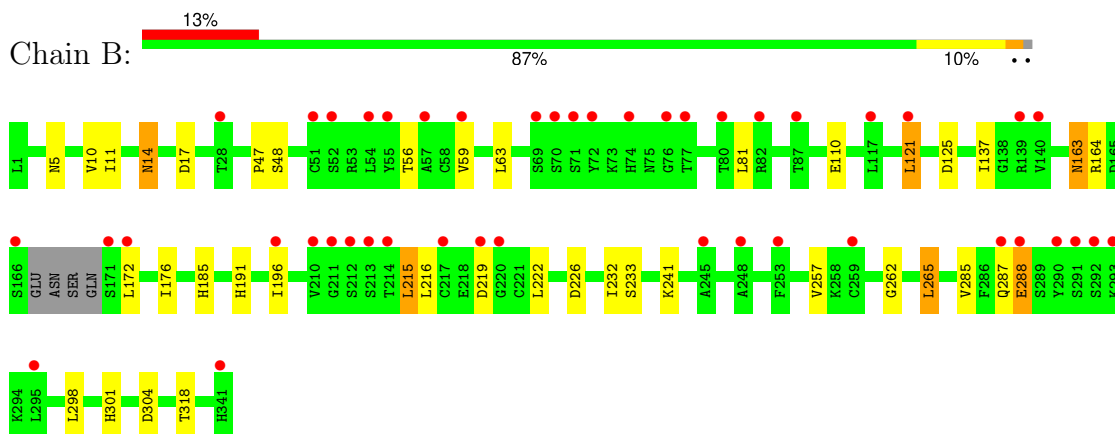 13%
Chain B:
87% 10% • •
L1 N5 V10 I11 N14 D17 T28 P47 S48 C51 S52 R53 L54 Y55 T56 A57 C58 V59 L63 S69 S70 S71 Y72 K73 H74 N75 G76 T77 T80 L81 R82 T87 E110 L117 L121 D125 I137 G138 R139 V140 N163 R164 D165
S166 GLU ASN SER GLN S171 L172 I176 H185 H191 I196 V210 G211 S212 S213 T214 L215 L216 C217 E218 D219 G220 C221 L222 D226 I232 S233 K241 A245 A248 F253 V257 K258 C259 G262 L265 V285 F286 Q287 E288 S289 Y290 S291 S292 K293
K294 L295 L298 H301 D304 T318 H341